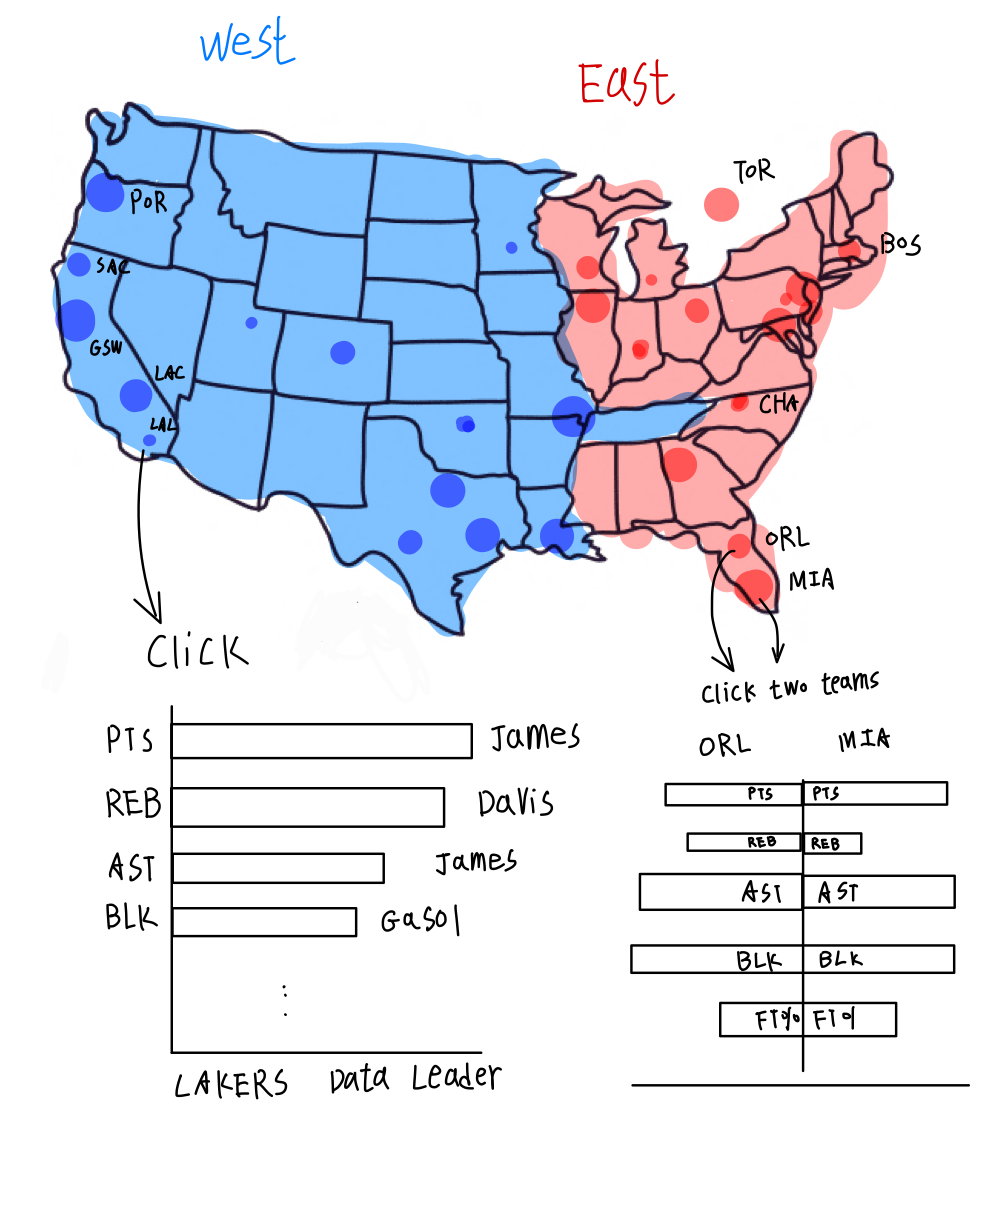 West
East
TOR
POR
BOS
SAC
GSW
LAC
CHA
LAL
ORL
MIA
Click
Click two teams
PTS James
REB Davis
AST James
BLK Gasol
LAKERS Data Leader
ORL MIA
PTS PTS
REB REB
AST AST
BLK BLK
FT% FT%